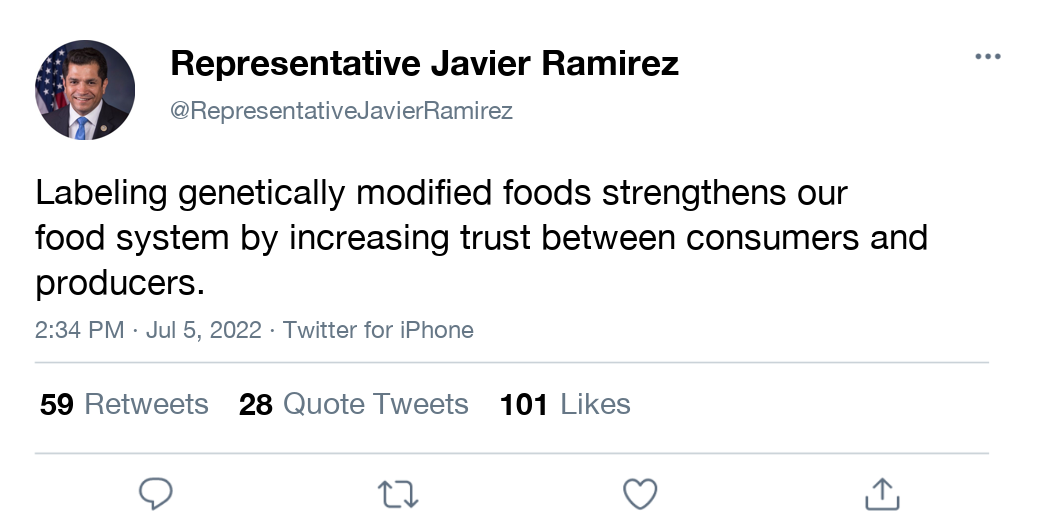 Representative Javier Ramirez
@RepresentativeJavierRamirez
Labeling genetically modified foods strengthens our
food system by increasing trust between consumers and
producers.
2:34 PM · Jul 5, 2022 · Twitter for iPhone
59 Retweets 28 Quote Tweets 101 Likes